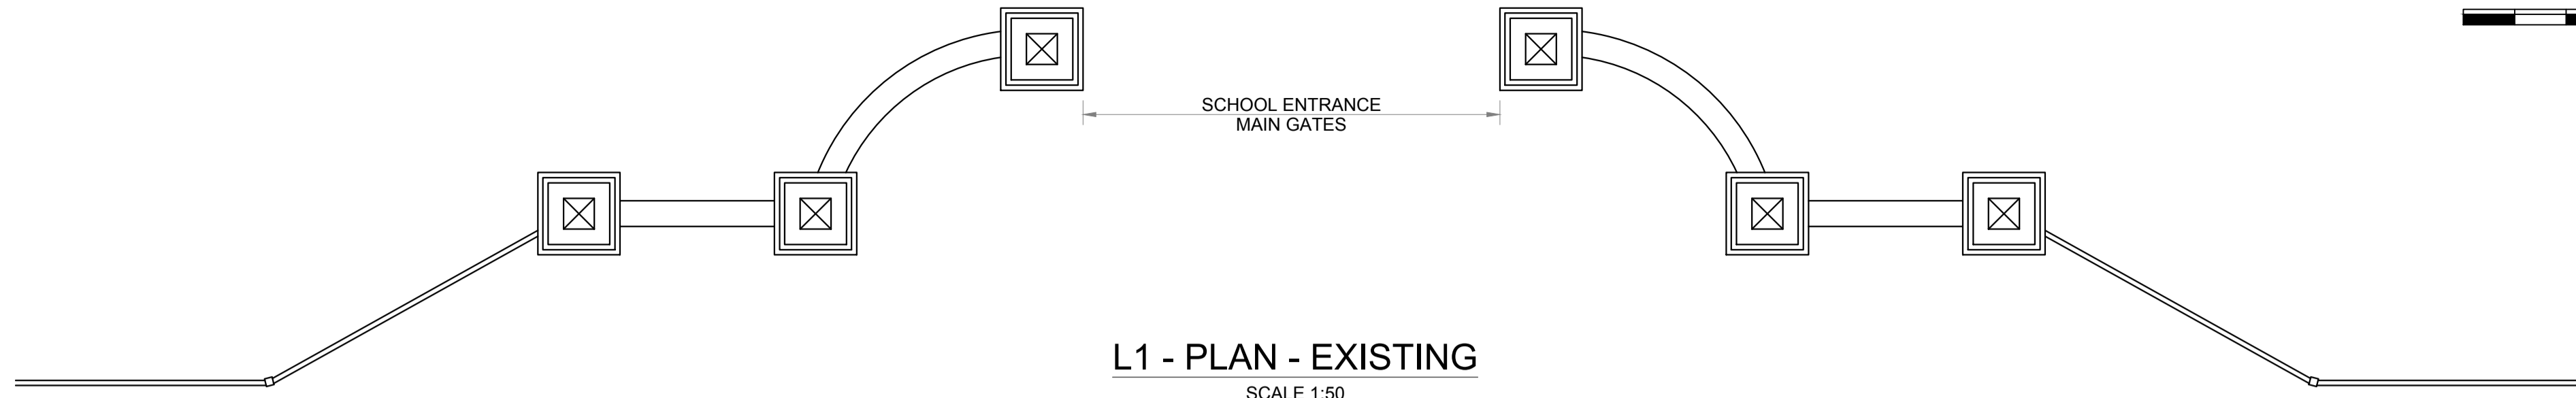 SCHOOL ENTRANCE
MAIN GATES
L1 - PLAN - EXISTING
SCALE 1:50